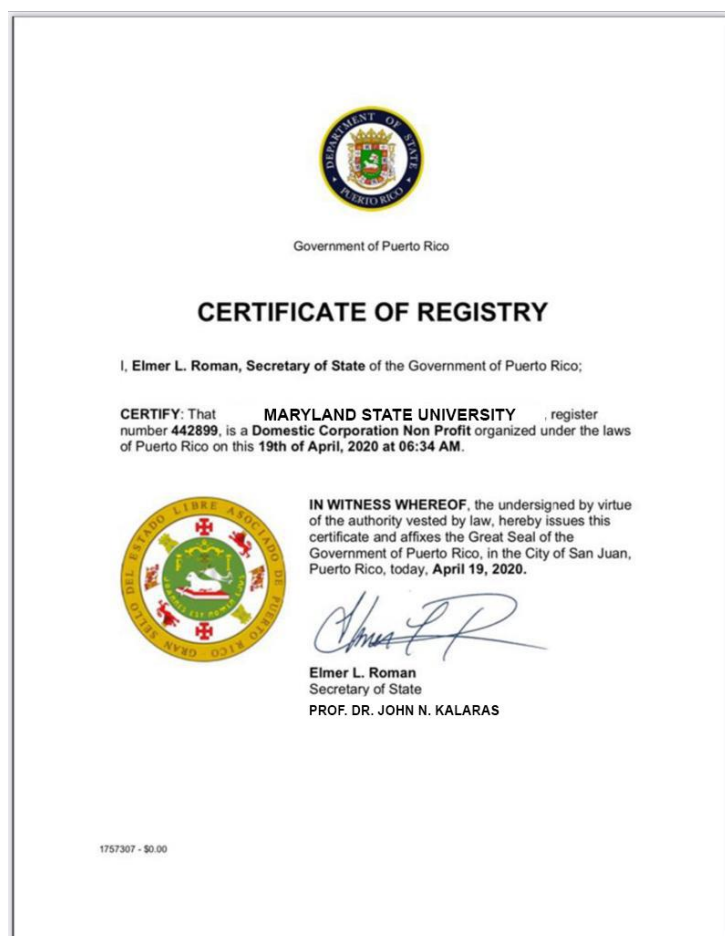 DEPARTMENT OF STATE
PUERTO RICO
Government of Puerto Rico
CERTIFICATE OF REGISTRY
I, Elmer L. Roman, Secretary of State of the Government of Puerto Rico;
CERTIFY: That MARYLAND STATE UNIVERSITY , register
number 442899, is a Domestic Corporation Non Profit organized under the laws
of Puerto Rico on this 19th of April, 2020 at 06:34 AM.
GRAN SELLO DEL ESTADO LIBRE ASOCIADO DE PUERTO RICO
JOANNES EST NOMEN EJUS
IN WITNESS WHEREOF, the undersigned by virtue
of the authority vested by law, hereby issues this
certificate and affixes the Great Seal of the
Government of Puerto Rico, in the City of San Juan,
Puerto Rico, today, April 19, 2020.
Elmer L. Roman
Secretary of State
PROF. DR. JOHN N. KALARAS
1757307 - $0.00